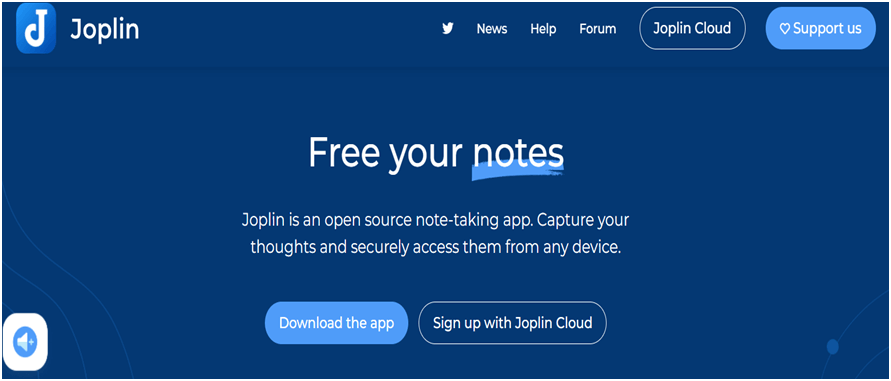 Joplin
News
Help
Forum
Joplin Cloud
Support us
Free your notes
Joplin is an open source note-taking app. Capture your
thoughts and securely access them from any device.
Download the app
Sign up with Joplin Cloud